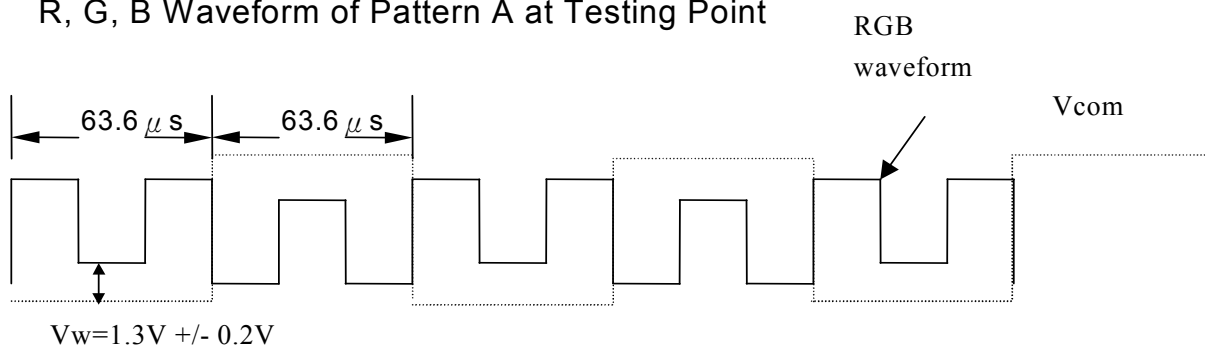 R, G, B Waveform of Pattern A at Testing Point
RGB
waveform
Vcom
63.6 μ s
63.6 μ s
Vw=1.3V +/- 0.2V